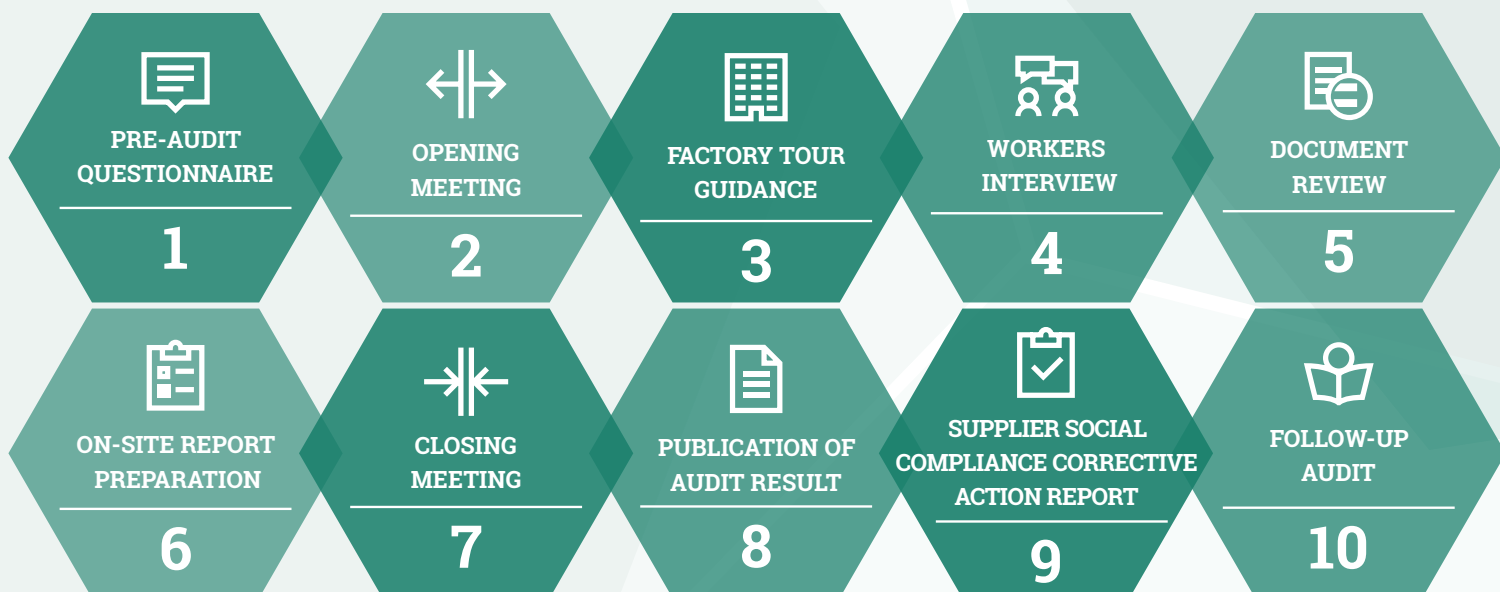 PRE-AUDIT
QUESTIONNAIRE
1
OPENING
MEETING
2
FACTORY TOUR
GUIDANCE
3
WORKERS
INTERVIEW
4
DOCUMENT
REVIEW
5
ON-SITE REPORT
PREPARATION
6
CLOSING
MEETING
7
PUBLICATION OF
AUDIT RESULT
8
SUPPLIER SOCIAL
COMPLIANCE CORRECTIVE
ACTION REPORT
9
FOLLOW-UP
AUDIT
10